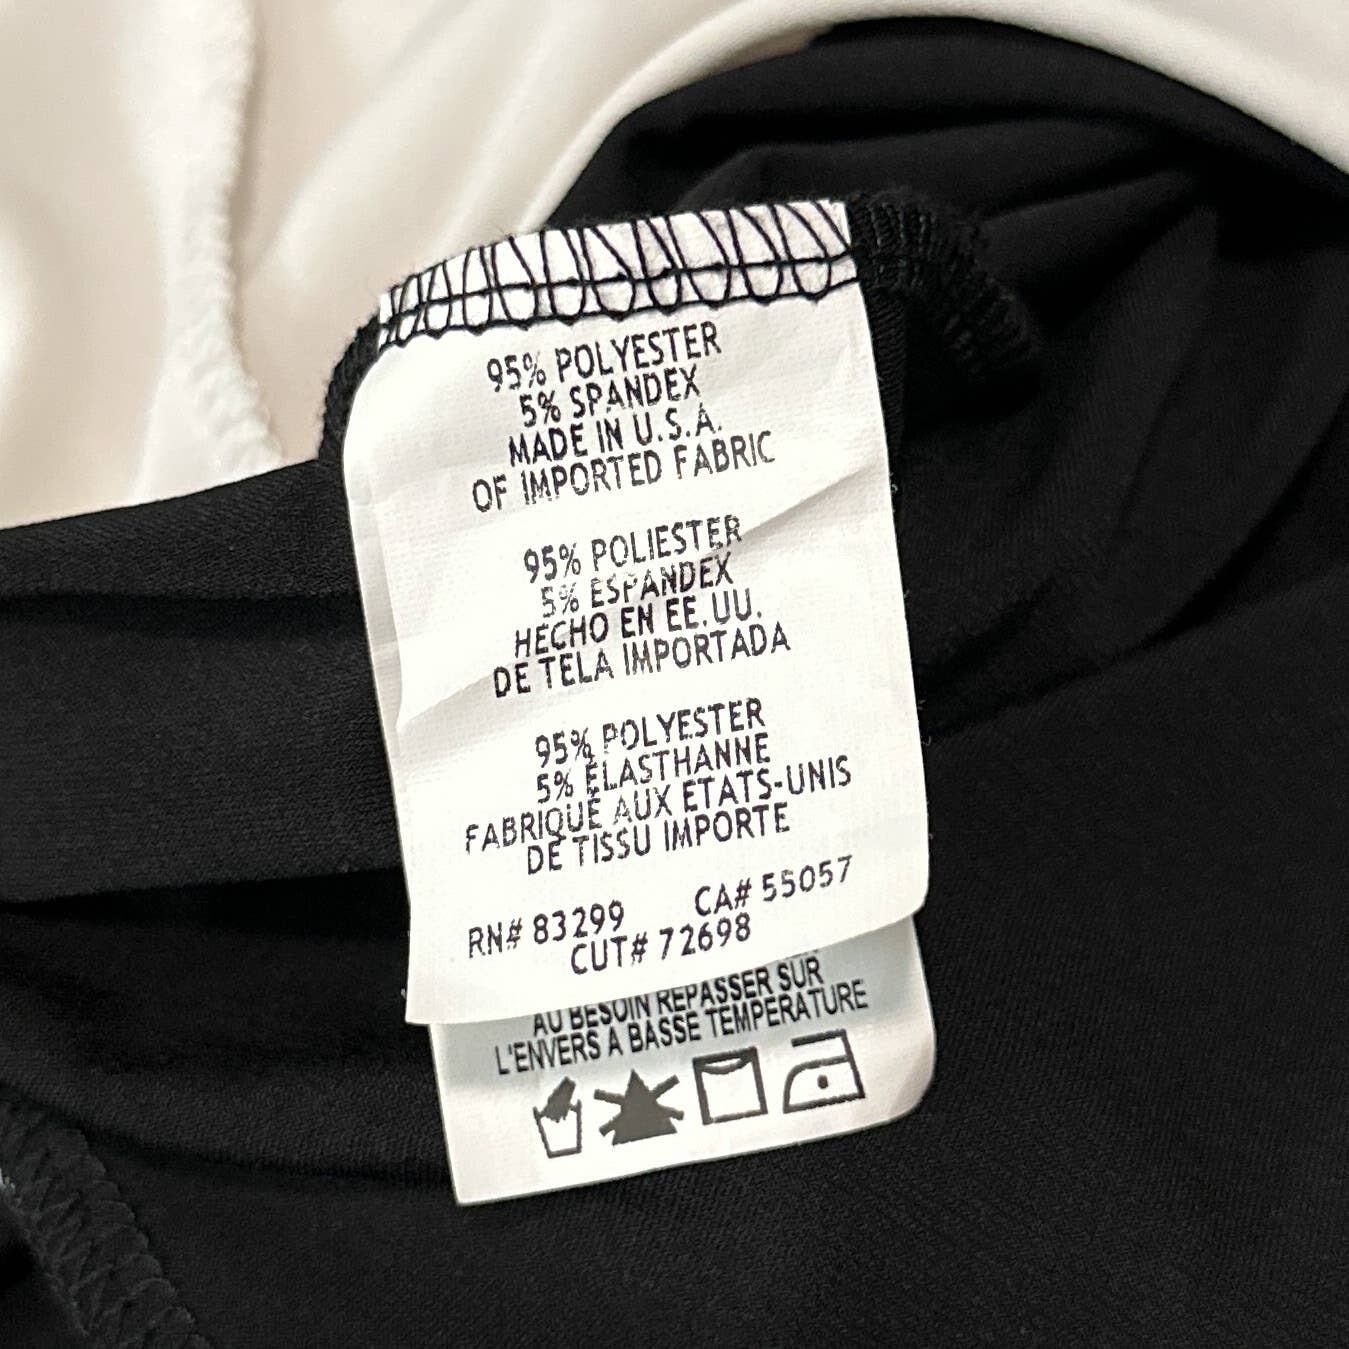 95% POLYESTER
5% SPANDEX
MADE IN U.S.A.
OF IMPORTED FABRIC
95% POLIESTER
5% ESPANDEX
HECHO EN EE.UU.
DE TELA IMPORTADA
95% POLYESTER
5% ÉLASTHANNE
FABRIQUÉ AUX ETATS-UNIS
DE TISSU IMPORTE
RN# 83299 CA# 55057
CUT# 72698
AU BESOIN REPASSER SUR
L'ENVERS A BASSE TEMPERATURE